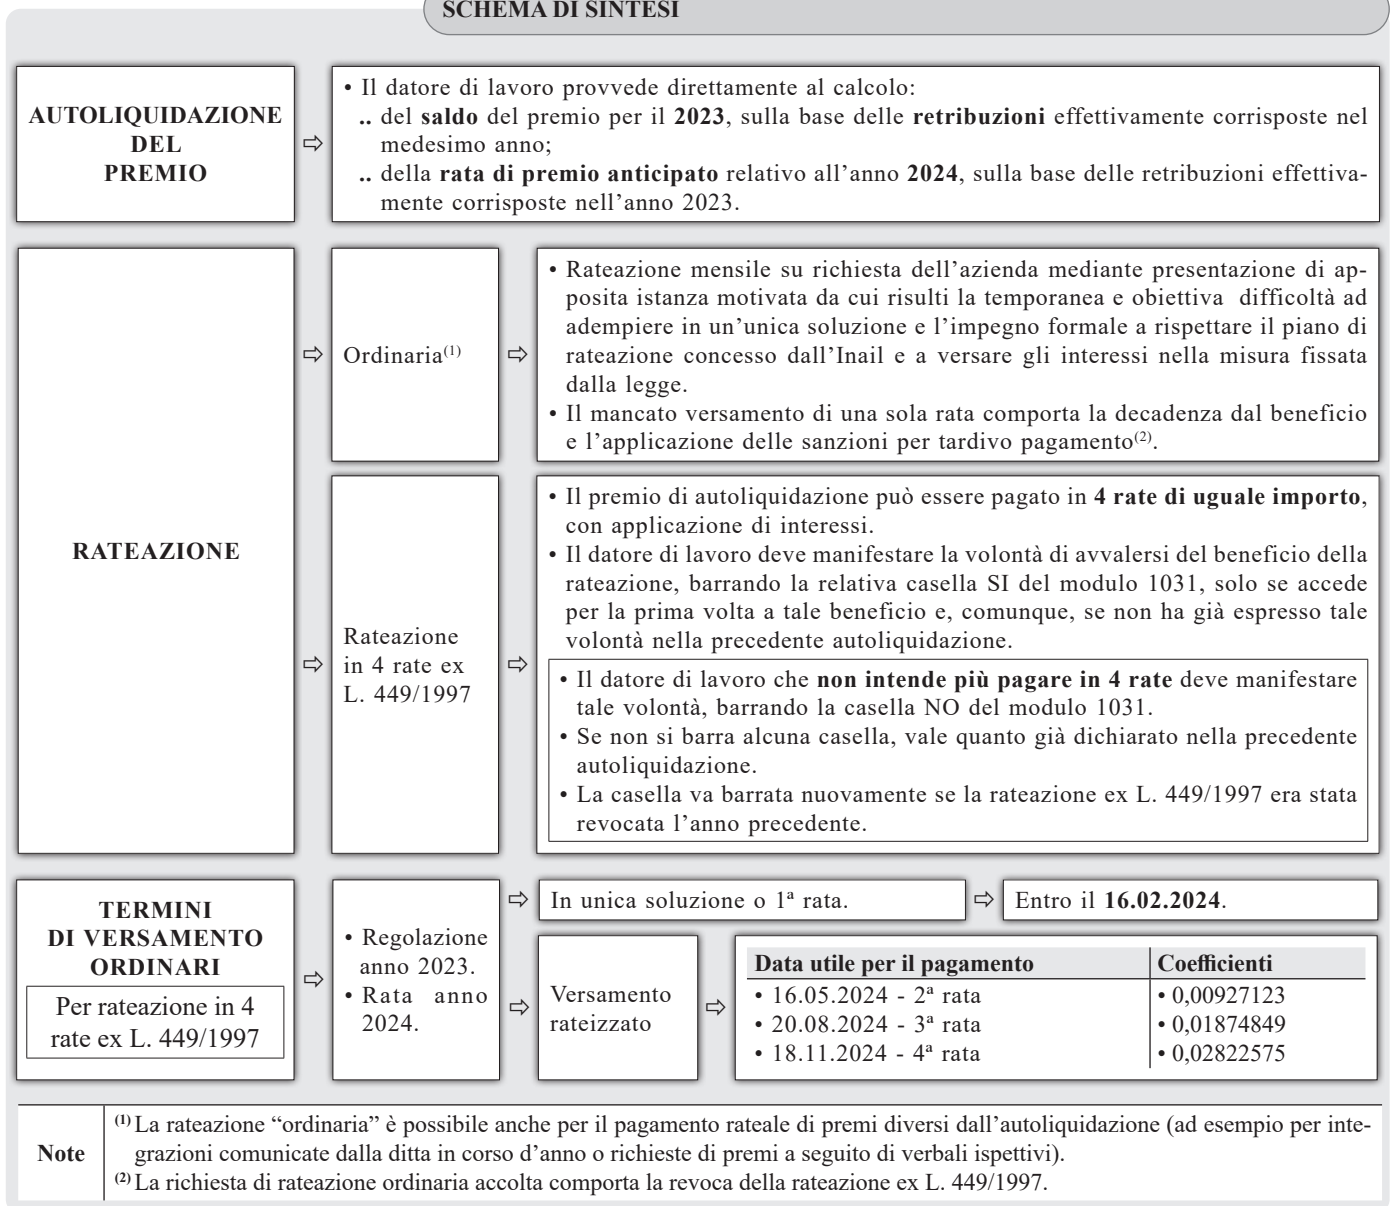 SCHEMA DI SINTESI
AUTOLIQUIDAZIONE
DEL
PREMIO
⇨
• Il datore di lavoro provvede direttamente al calcolo:
.. del saldo del premio per il 2023, sulla base delle retribuzioni effettivamente corrisposte nel
medesimo anno;
.. della rata di premio anticipato relativo all’anno 2024, sulla base delle retribuzioni effettiva-
mente corrisposte nell’anno 2023.
RATEAZIONE
⇨
Ordinaria(1)
⇨
• Rateazione mensile su richiesta dell’azienda mediante presentazione di ap-
posita istanza motivata da cui risulti la temporanea e obiettiva difficoltà ad
adempiere in un’unica soluzione e l’impegno formale a rispettare il piano di
rateazione concesso dall’Inail e a versare gli interessi nella misura fissata
dalla legge.
• Il mancato versamento di una sola rata comporta la decadenza dal beneficio
e l’applicazione delle sanzioni per tardivo pagamento(2).
⇨
Rateazione
in 4 rate ex
L. 449/1997
⇨
• Il premio di autoliquidazione può essere pagato in 4 rate di uguale importo,
con applicazione di interessi.
• Il datore di lavoro deve manifestare la volontà di avvalersi del beneficio della
rateazione, barrando la relativa casella SI del modulo 1031, solo se accede
per la prima volta a tale beneficio e, comunque, se non ha già espresso tale
volontà nella precedente autoliquidazione.
• Il datore di lavoro che non intende più pagare in 4 rate deve manifestare
tale volontà, barrando la casella NO del modulo 1031.
• Se non si barra alcuna casella, vale quanto già dichiarato nella precedente
autoliquidazione.
• La casella va barrata nuovamente se la rateazione ex L. 449/1997 era stata
revocata l’anno precedente.
TERMINI
DI VERSAMENTO
ORDINARI
Per rateazione in 4
rate ex L. 449/1997
⇨
• Regolazione
anno 2023.
• Rata anno
2024.
⇨
In unica soluzione o 1ª rata.
⇨
Entro il 16.02.2024.
⇨
Versamento
rateizzato
⇨
Data utile per il pagamento Coefficienti
• 16.05.2024 - 2ª rata • 0,00927123
• 20.08.2024 - 3ª rata • 0,01874849
• 18.11.2024 - 4ª rata • 0,02822575
Note
(1) La rateazione “ordinaria” è possibile anche per il pagamento rateale di premi diversi dall’autoliquidazione (ad esempio per inte-
grazioni comunicate dalla ditta in corso d’anno o richieste di premi a seguito di verbali ispettivi).
(2) La richiesta di rateazione ordinaria accolta comporta la revoca della rateazione ex L. 449/1997.